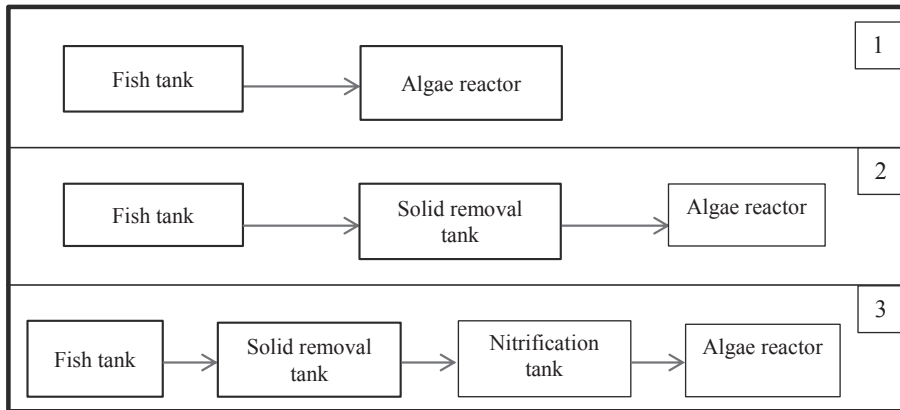 1
Fish tank
Algae reactor
2
Fish tank
Solid removal
tank
Algae reactor
3
Fish tank
Solid removal
tank
Nitrification
tank
Algae reactor